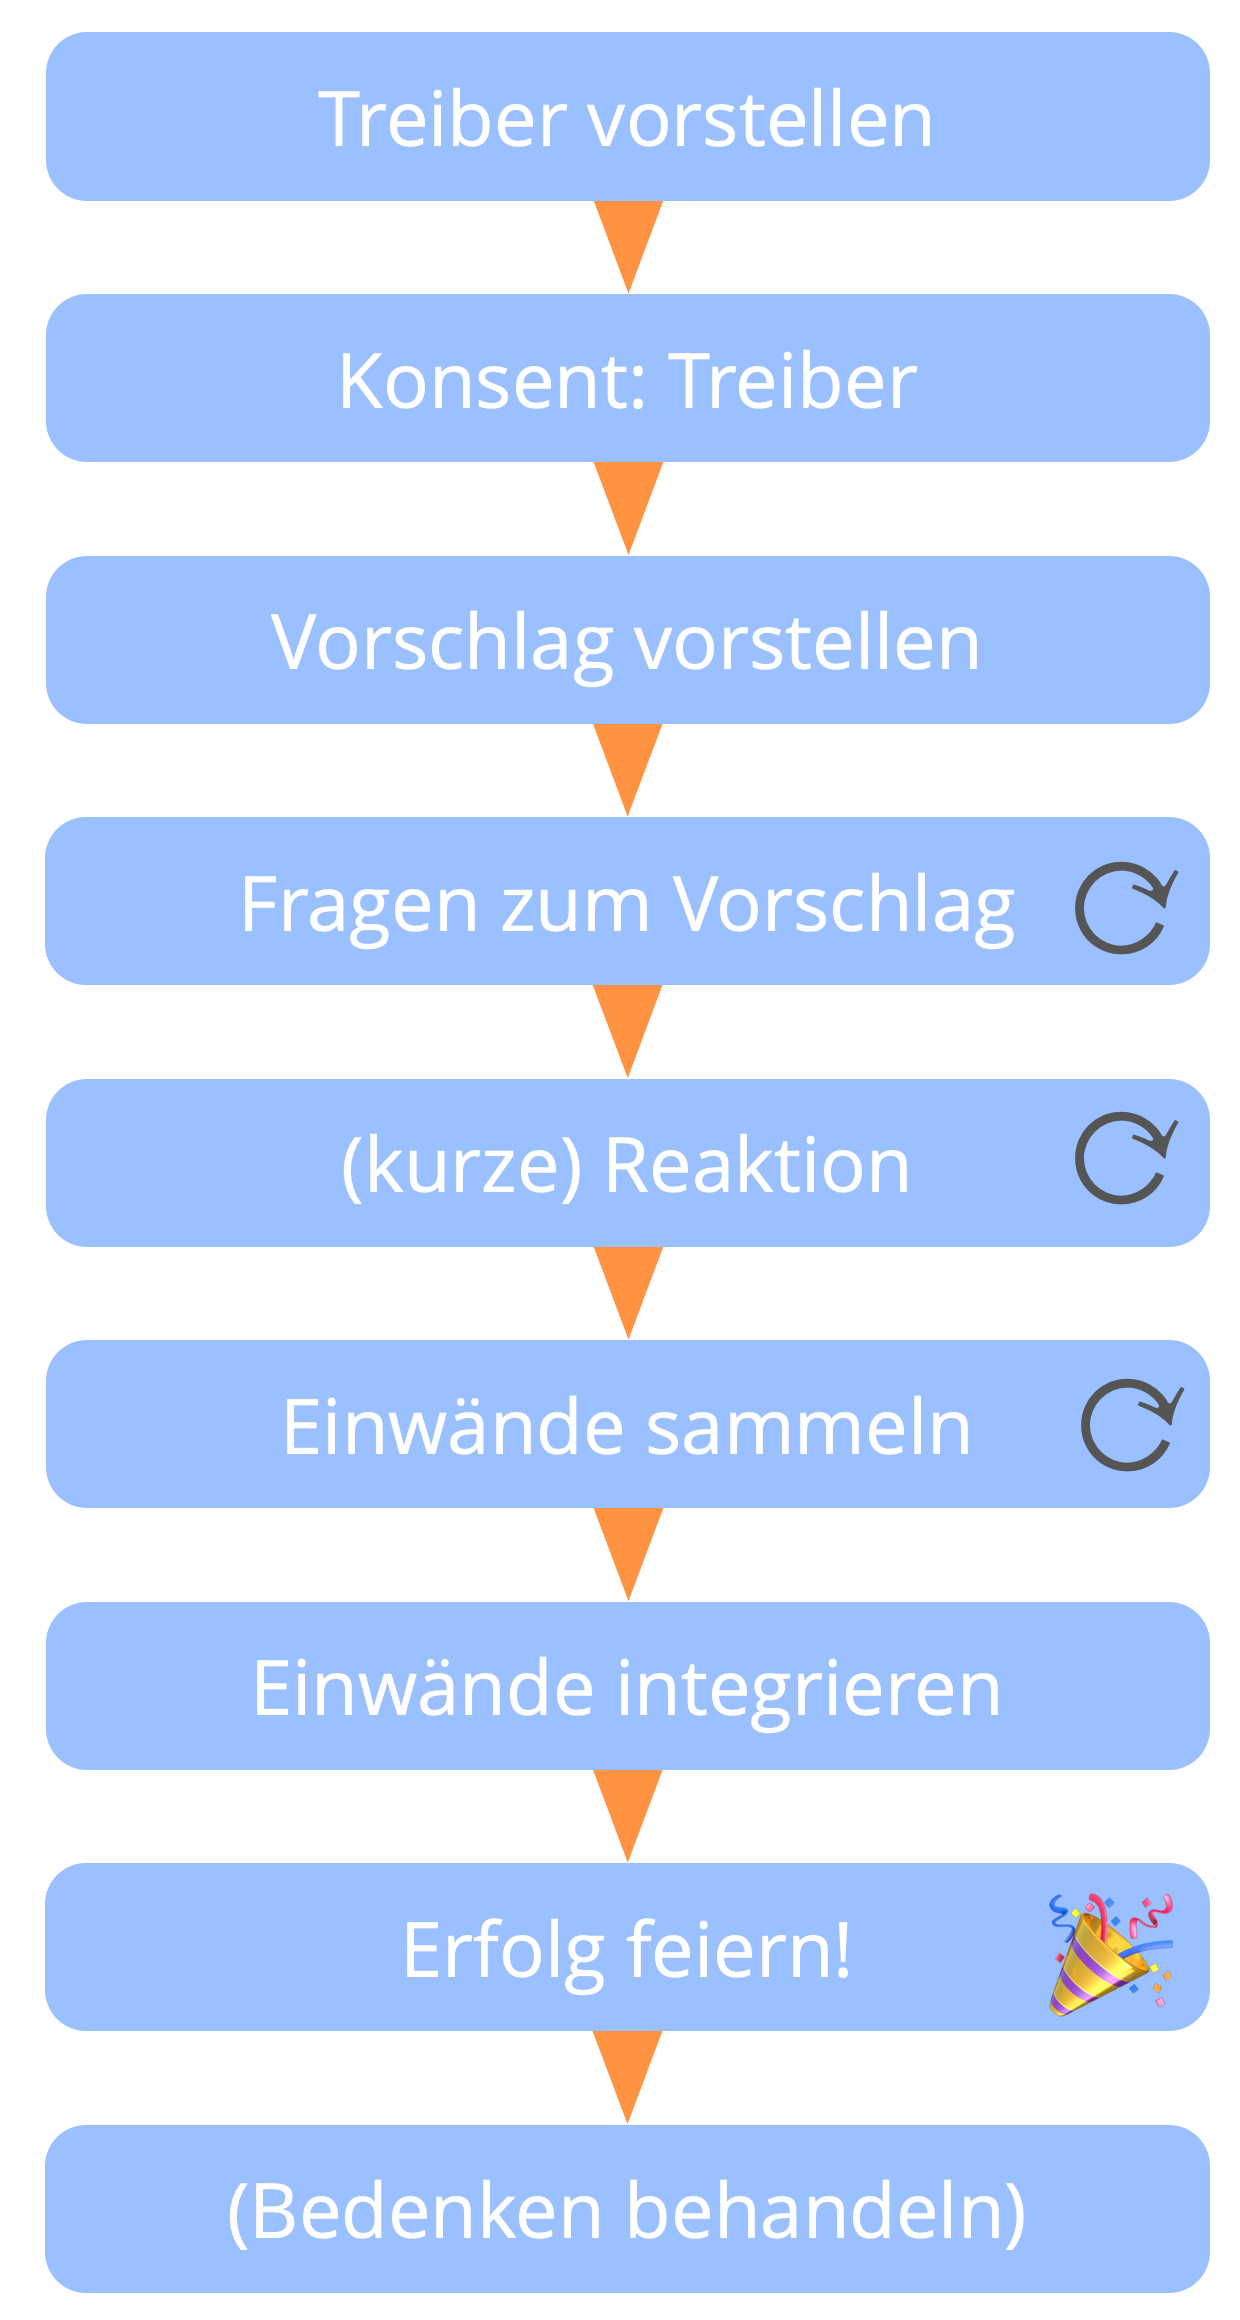 Treiber vorstellen
Konsent: Treiber
Vorschlag vorstellen
Fragen zum Vorschlag
(kurze) Reaktion
Einwände sammeln
Einwände integrieren
Erfolg feiern!
(Bedenken behandeln)